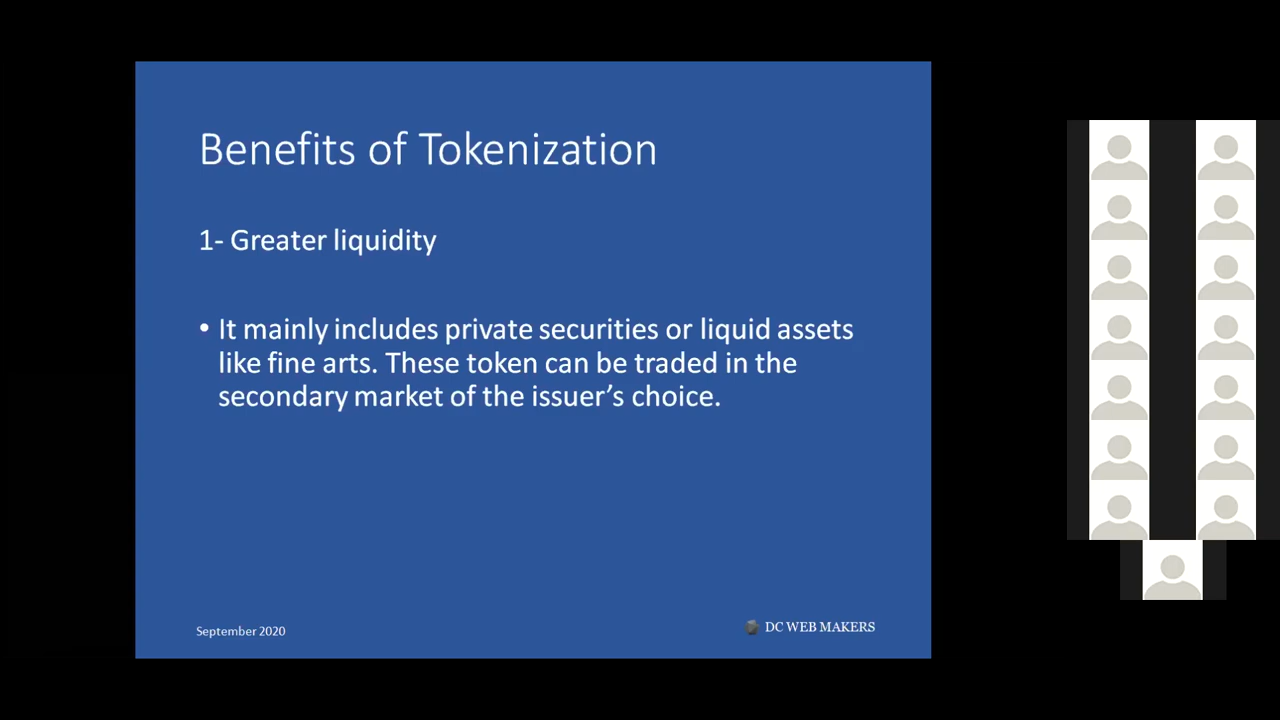 Benefits of Tokenization
1- Greater liquidity
• It mainly includes private securities or liquid assets
like fine arts. These token can be traded in the
secondary market of the issuer’s choice.
September 2020
DC WEB MAKERS